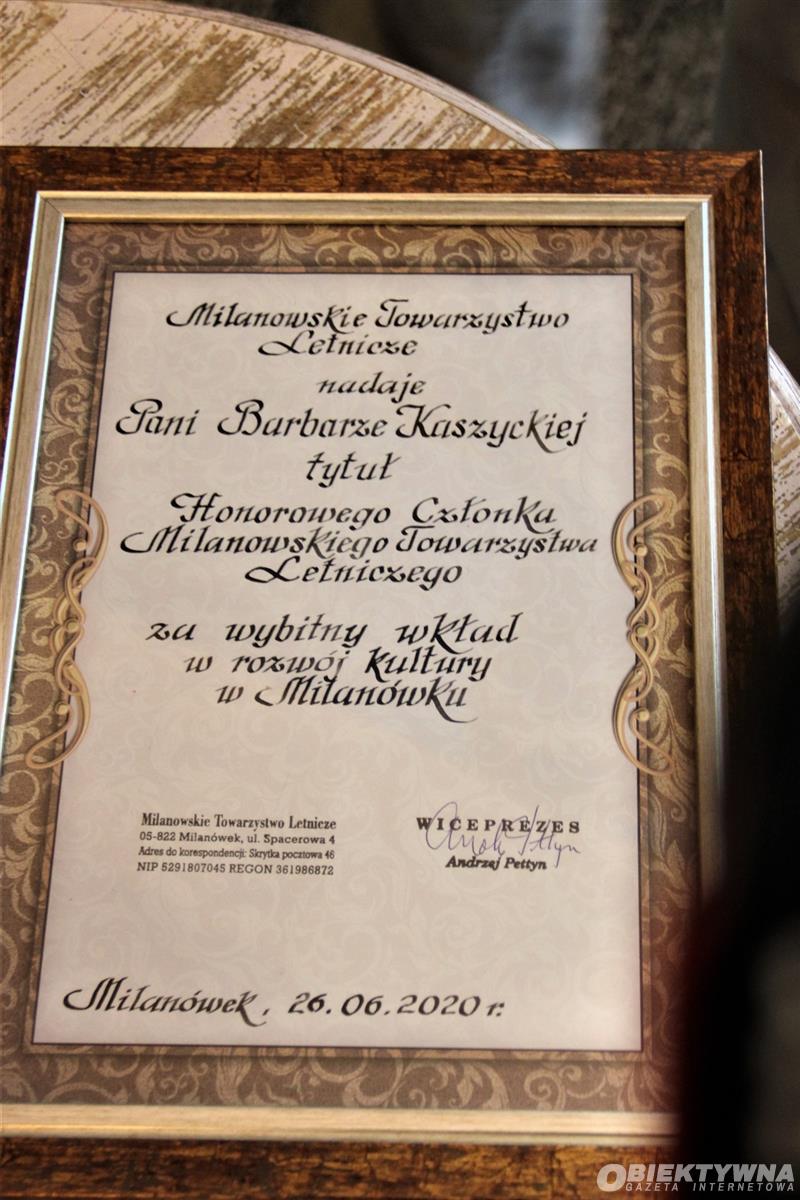 Milanowskie Towarzystwo
Letnicze
nadaje
Pani Barbarze Kaszyckiej
tytuł
Honorowego Członka
Milanowskiego Towarzystwa
Letniczego
za wybitny wkład
w rozwój kultury
w Milanówku
Milanowskie Towarzystwo Letnicze
05-822 Milanówek, ul. Spacerowa 4
Adres do korespondencji: Skrytka pocztowa 46
NIP 5291807045 REGON 361986872
WICEPREZES
Andrzej Pettyn
Milanówek, 26.06.2020 r.
OBIEKTYWNA
GAZETA INTERNETOWA